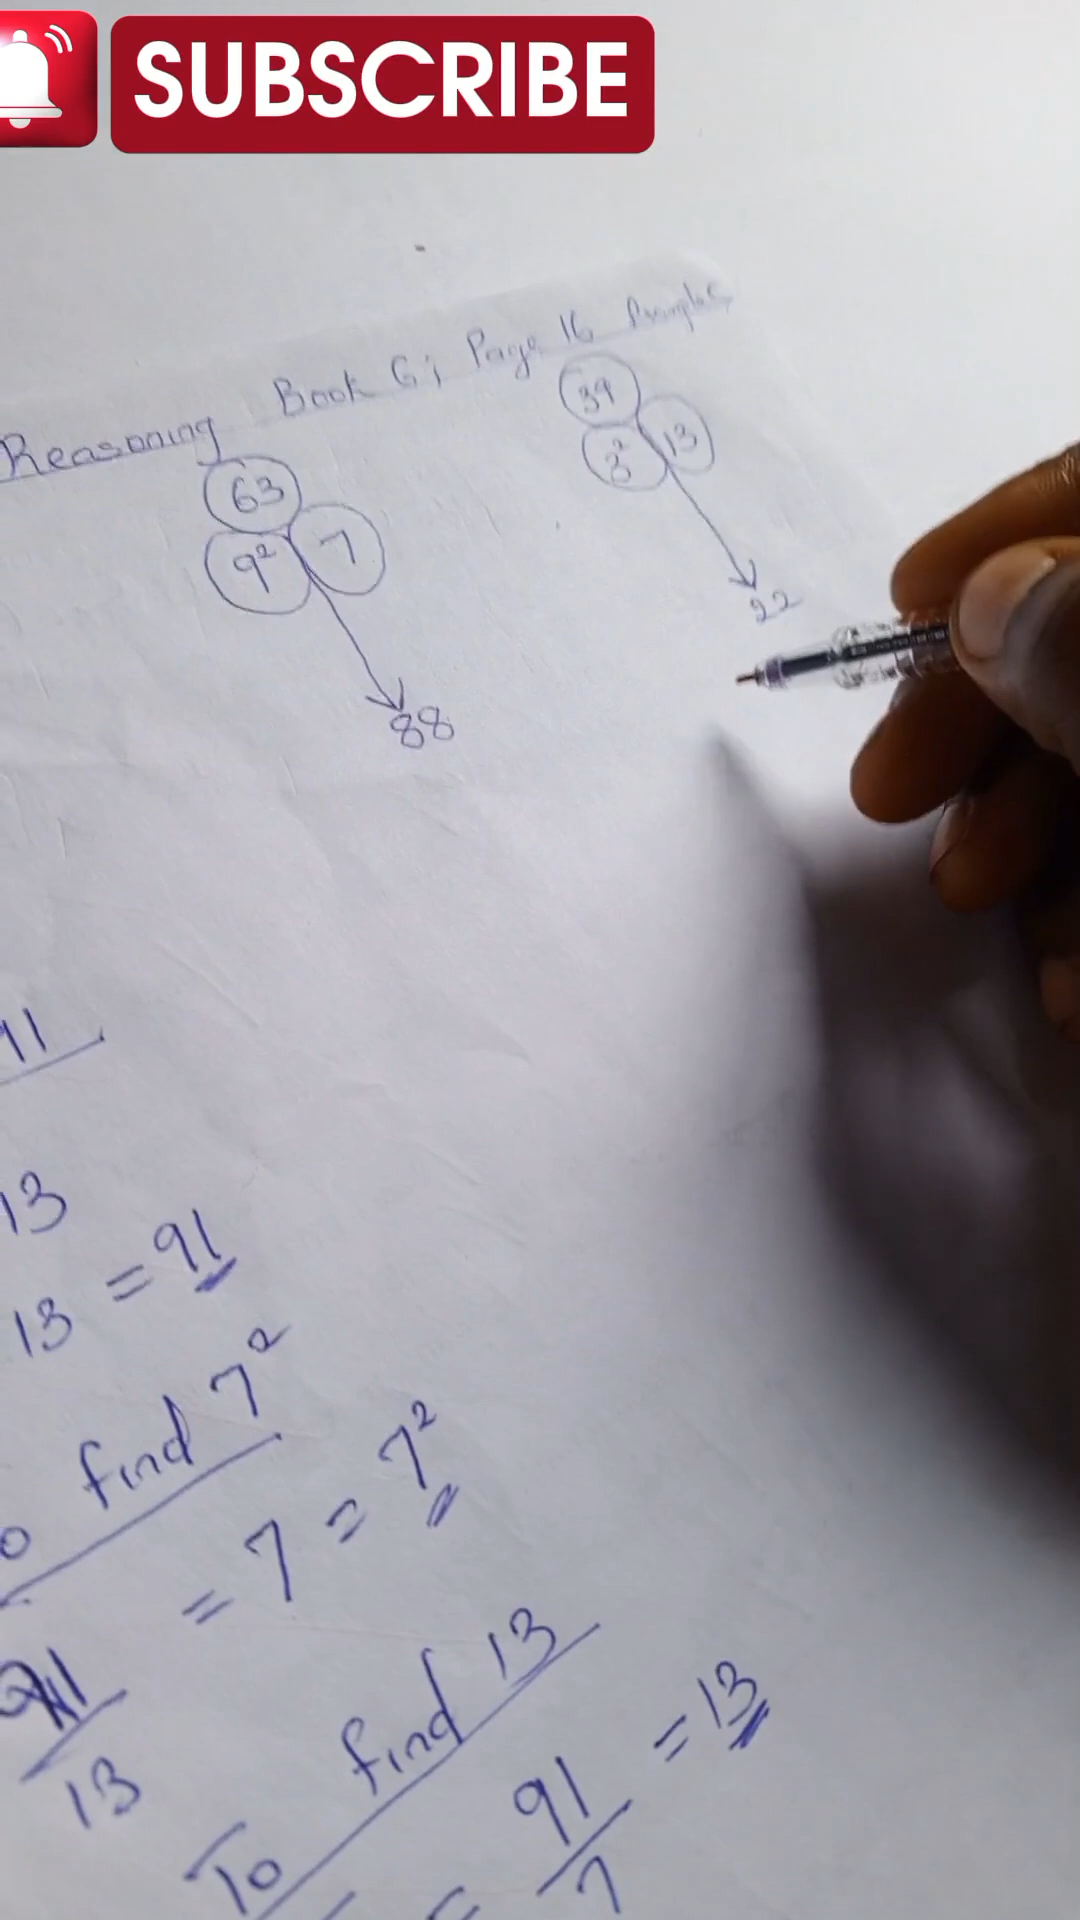 SUBSCRIBE
Reasoning Book 6; Page 16
63
9² 7
88
39
3² 13
22
91
13
13 = 91
find 7²
= 7 = 7²
91
13
To find 13
= 91 = 13
7